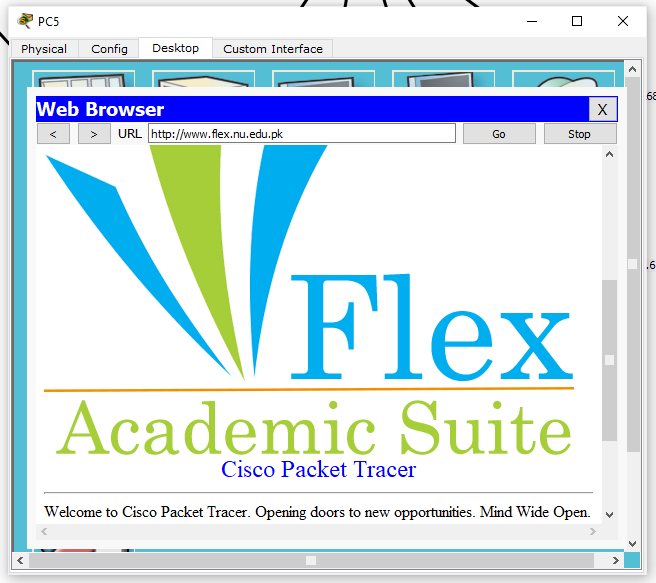 PC5
Physical Config Desktop Custom Interface
Web Browser X
< > URL http://www.flex.nu.edu.pk Go Stop
Flex
Academic Suite
Cisco Packet Tracer
Welcome to Cisco Packet Tracer. Opening doors to new opportunities. Mind Wide Open.